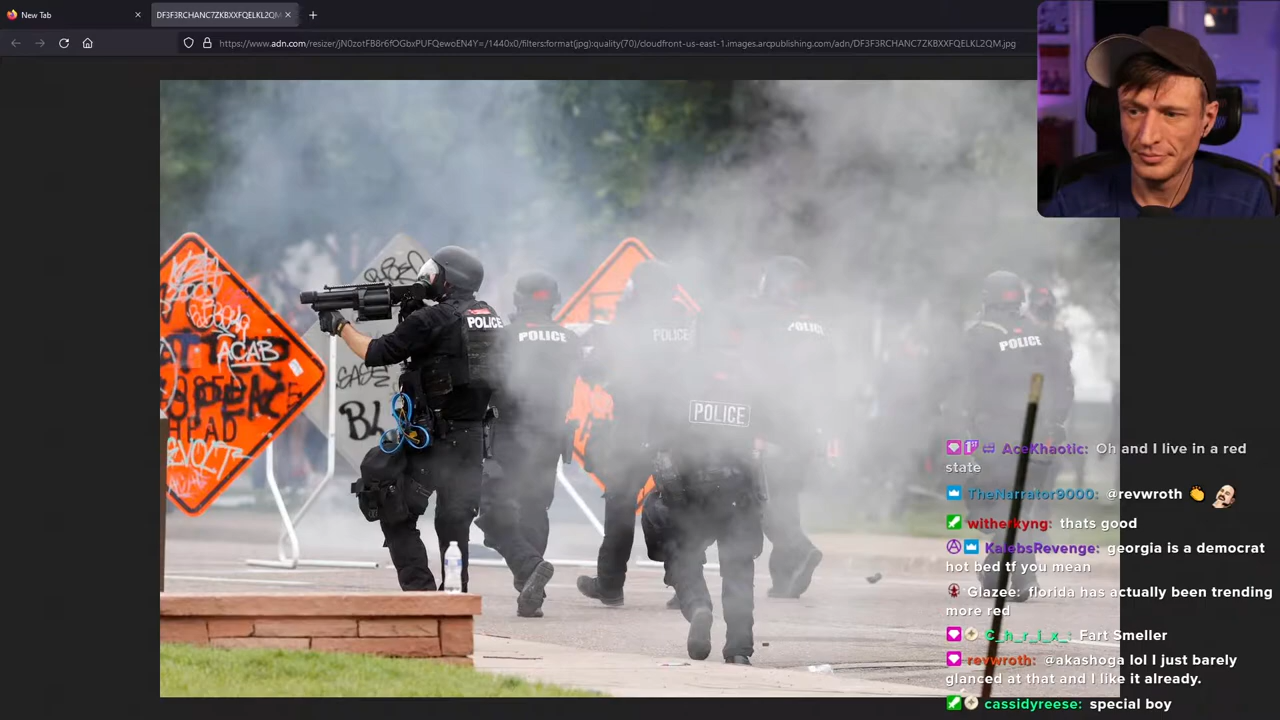 New Tab
DF3F3RCHANC7ZKBXXFQELKL2QM
https://www.adn.com/resizer/jN0zotFB8r6fOGbxPUFQewoEN4Y=/1440x0/filters:format(jpg):quality(70)/cloudfront-us-east-1.images.arcpublishing.com/adn/DF3F3RCHANC7ZKBXXFQELKL2QM.jpg
ACAB
POLICE
POLICE
POLICE
POLICE
POLICE
POLICE
AceKhaotic: Oh and I live in a red
state
TheNarrator9000: @revwroth
witherkyng: thats good
KalebsRevenge: georgia is a democrat
hot bed tf you mean
Glazee: florida has actually been trending
more red
C_h_r_i_x_: Fart Smeller
revwroth: @akashoga lol I just barely
glanced at that and I like it already.
cassidyreese: special boy